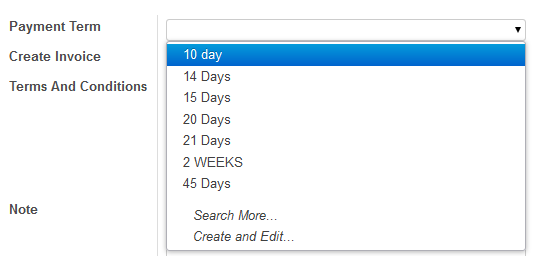 Payment Term
Create Invoice
Terms And Conditions
Note
10 day
14 Days
15 Days
20 Days
21 Days
2 WEEKS
45 Days
Search More...
Create and Edit...